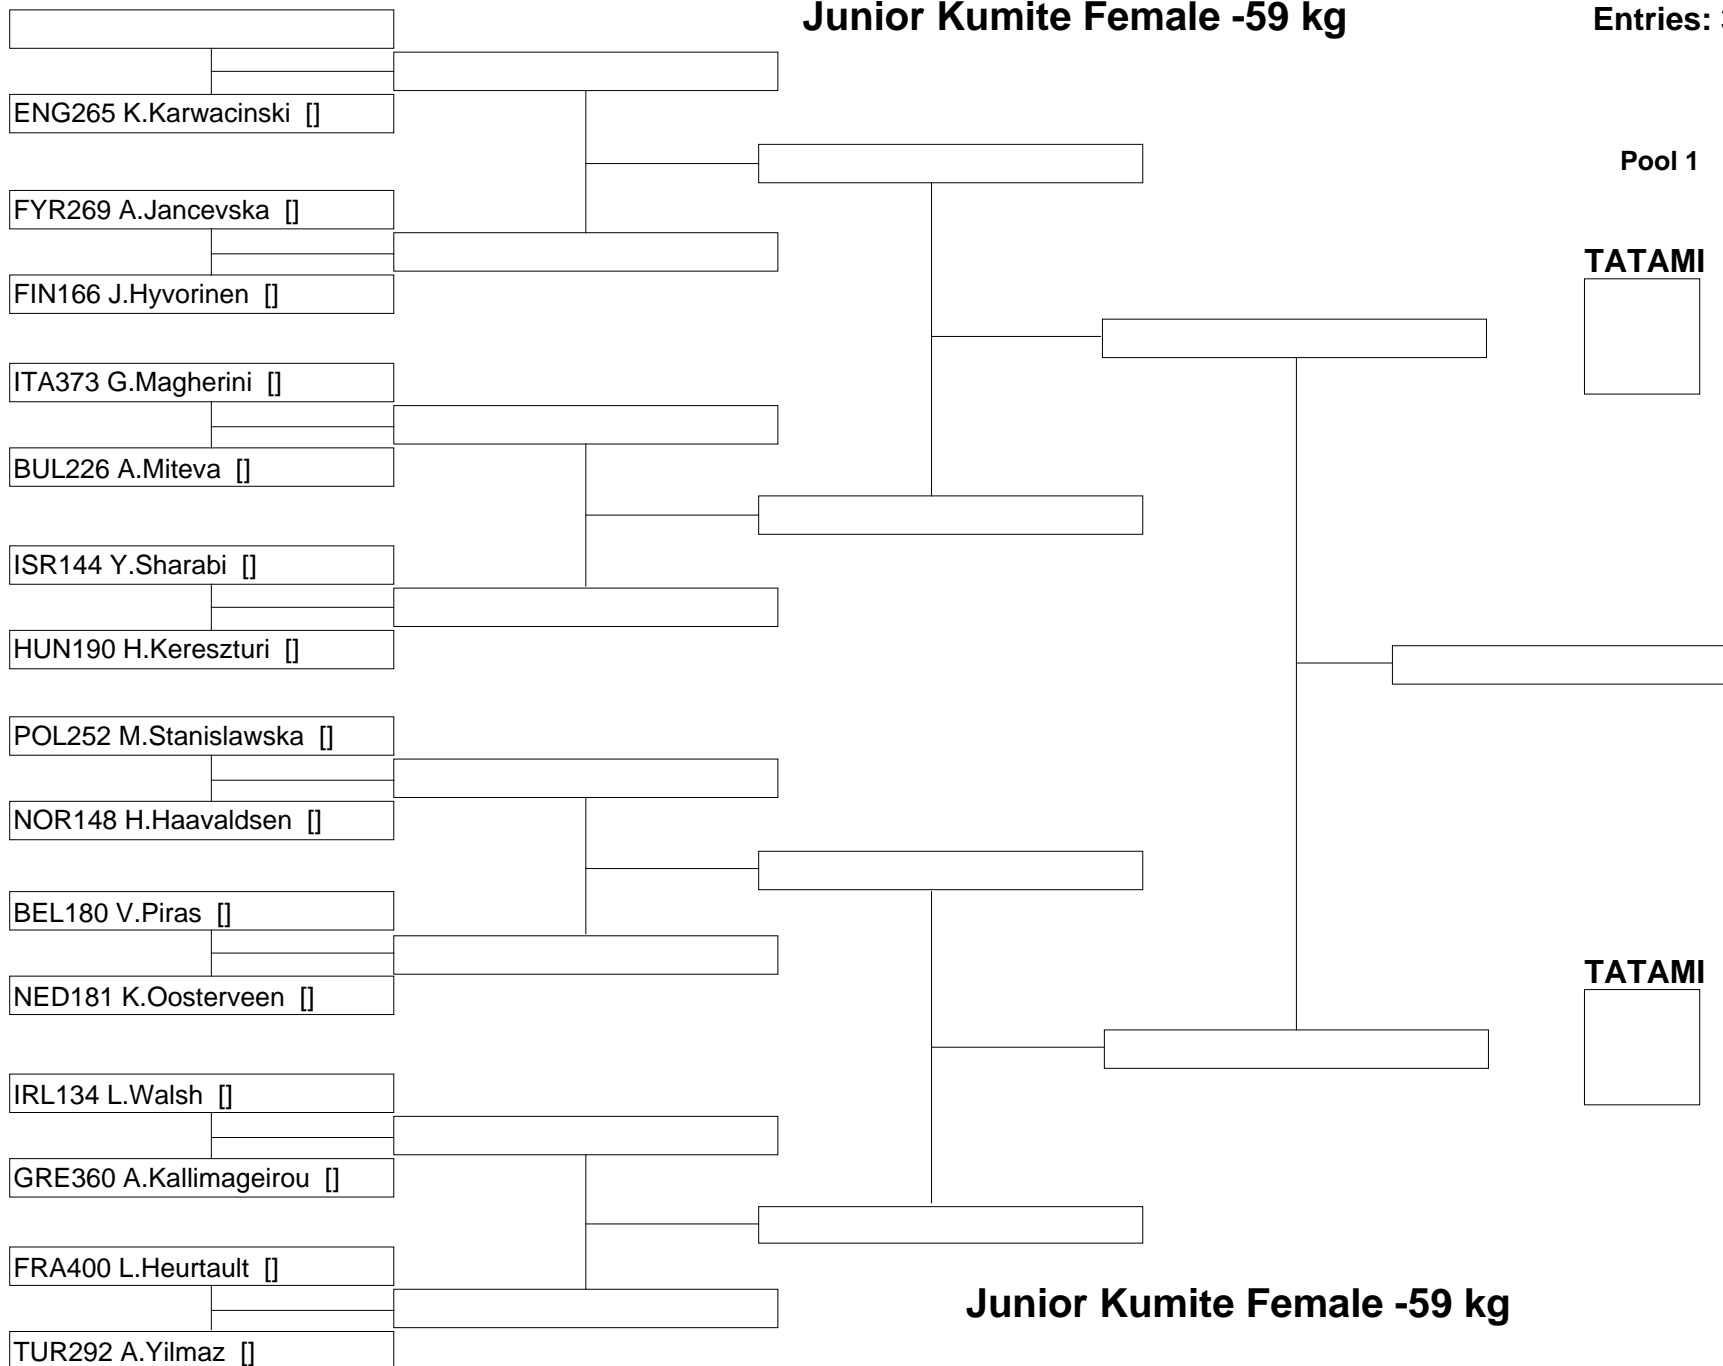 Junior Kumite Female -59 kg
Entries:
ENG265 K.Karwacinski []
Pool 1
FYR269 A.Jancevska []
TATAMI
FIN166 J.Hyvorinen []
ITA373 G.Magherini []
BUL226 A.Miteva []
ISR144 Y.Sharabi []
HUN190 H.Kereszturi []
POL252 M.Stanislawska []
NOR148 H.Haavaldsen []
BEL180 V.Piras []
TATAMI
NED181 K.Oosterveen []
IRL134 L.Walsh []
GRE360 A.Kallimageirou []
FRA400 L.Heurtault []
Junior Kumite Female -59 kg
TUR292 A.Yilmaz []